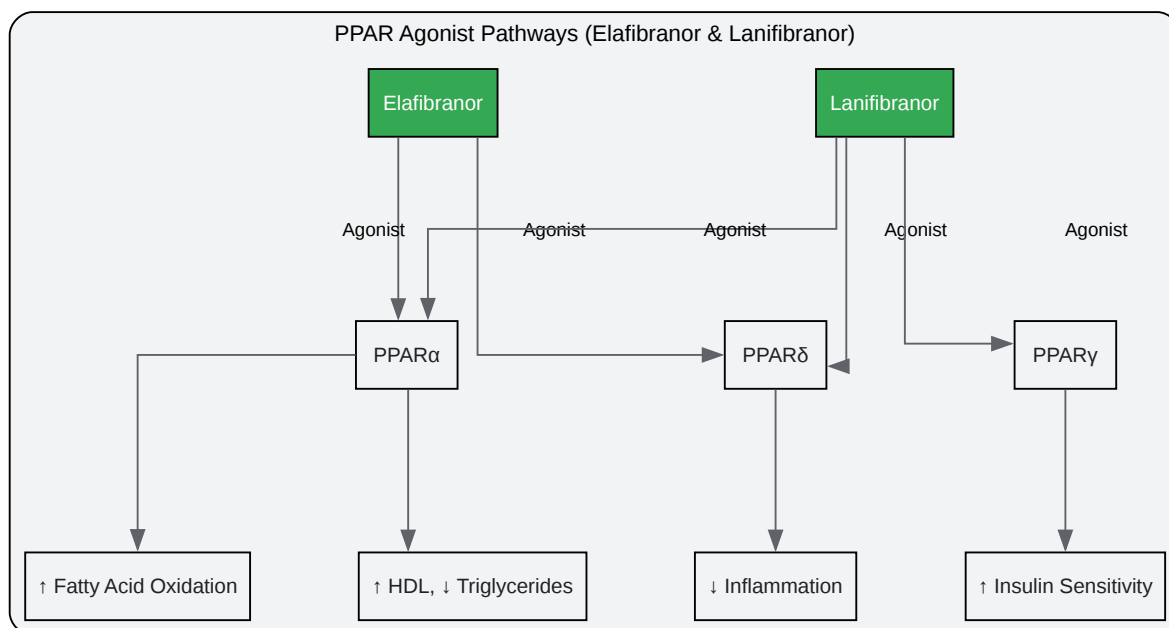 PPAR Agonist Pathways (Elafibranor & Lanifibranor)
Elafibranor
Lanifibranor
Agonist
Agonist
Agonist
Agonist
Agonist
PPARα
PPARδ
PPARγ
↑ Fatty Acid Oxidation
↑ HDL, ↓ Triglycerides
↓ Inflammation
↑ Insulin Sensitivity